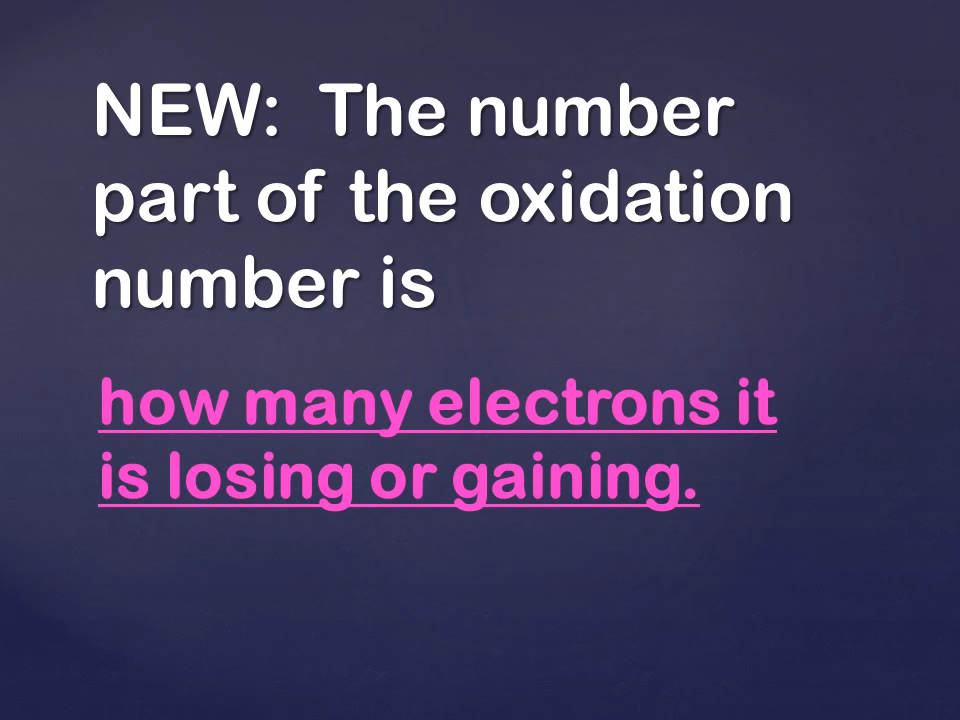 NEW:  The number
part of the oxidation
number is
how many electrons it
is losing or gaining.